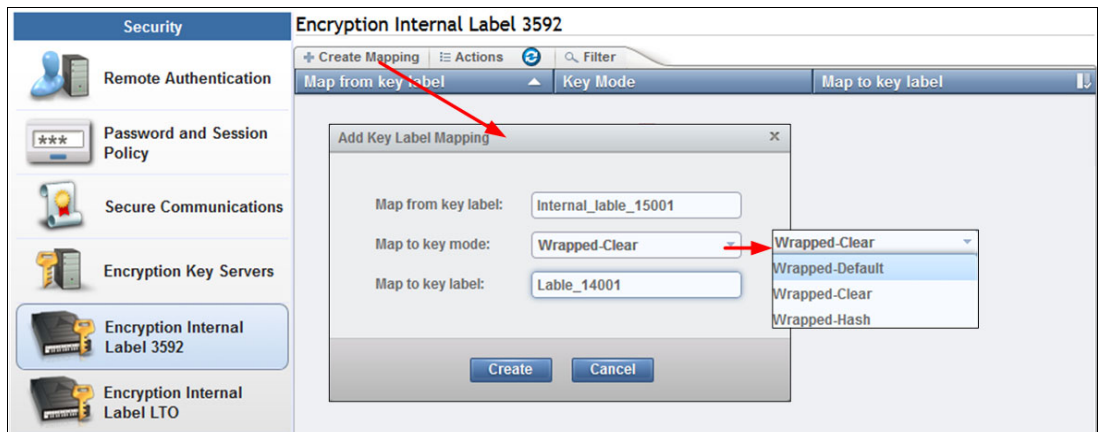 Security
Remote Authentication
***
Password and Session
Policy
Secure Communications
Encryption Key Servers
Encryption Internal
Label 3592
Encryption Internal
Label LTO
Encryption Internal Label 3592
Create Mapping Actions Filter
Map from key label Key Mode Map to key label
Add Key Label Mapping x
Map from key label: Internal_lable_15001
Map to key mode: Wrapped-Clear
Map to key label: Lable_14001
Create Cancel
Wrapped-Clear
Wrapped-Default
Wrapped-Clear
Wrapped-Hash